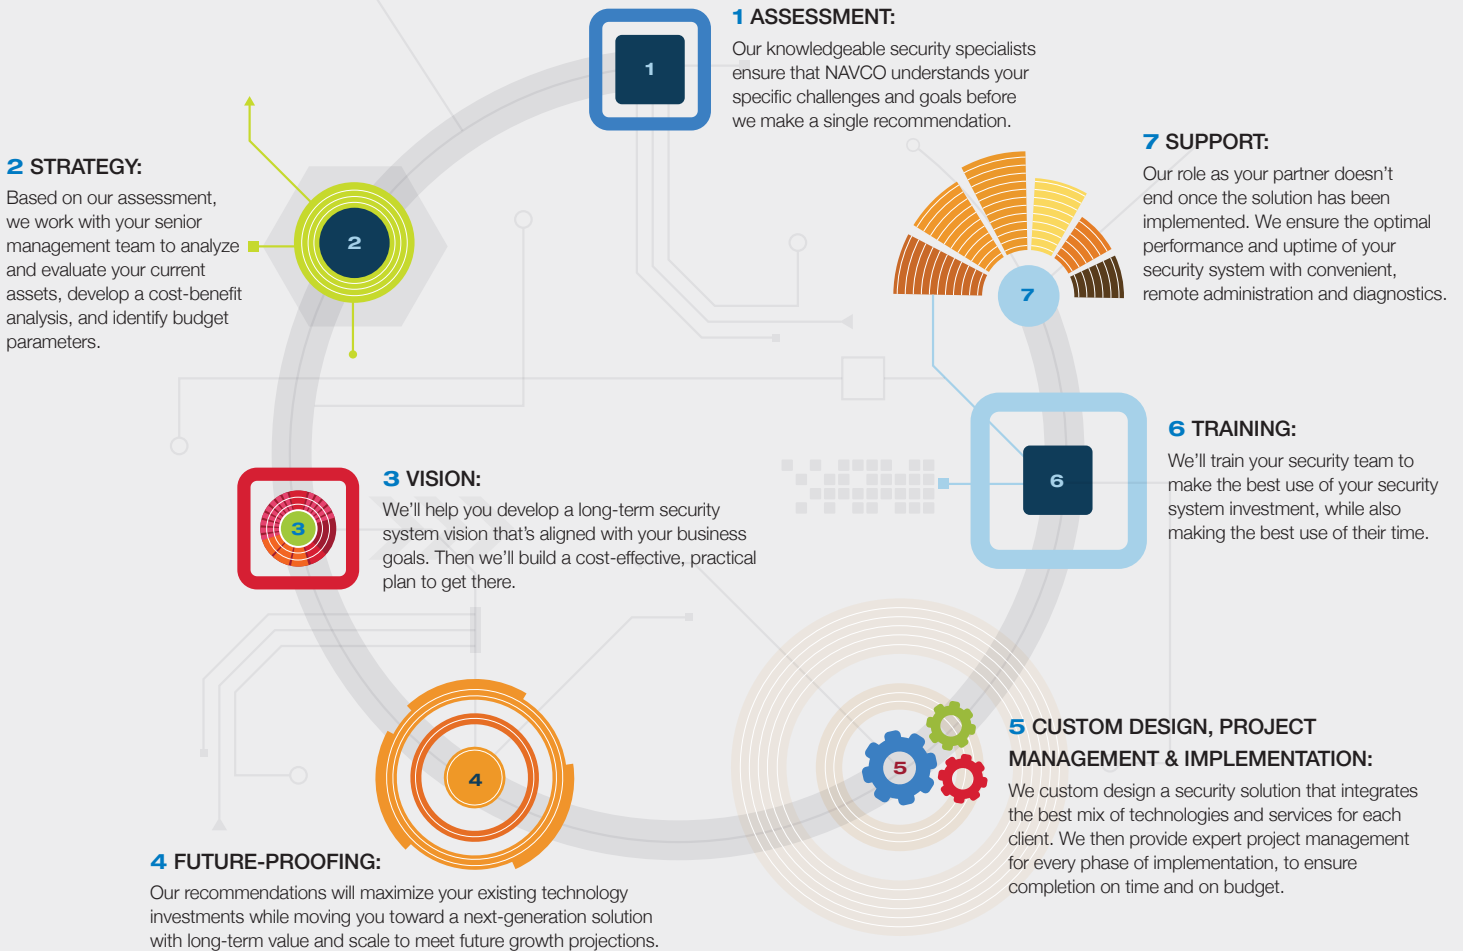 1
1 ASSESSMENT:
Our knowledgeable security specialists
ensure that NAVCO understands your
specific challenges and goals before
we make a single recommendation.
2
2 STRATEGY:
Based on our assessment,
we work with your senior
management team to analyze
and evaluate your current
assets, develop a cost-benefit
analysis, and identify budget
parameters.
3
3 VISION:
We'll help you develop a long-term security
system vision that's aligned with your business
goals. Then we'll build a cost-effective, practical
plan to get there.
4
4 FUTURE-PROOFING:
Our recommendations will maximize your existing technology
investments while moving you toward a next-generation solution
with long-term value and scale to meet future growth projections.
5
5 CUSTOM DESIGN, PROJECT
MANAGEMENT & IMPLEMENTATION:
We custom design a security solution that integrates
the best mix of technologies and services for each
client. We then provide expert project management
for every phase of implementation, to ensure
completion on time and on budget.
6
6 TRAINING:
We'll train your security team to
make the best use of your security
system investment, while also
making the best use of their time.
7
7 SUPPORT:
Our role as your partner doesn't
end once the solution has been
implemented. We ensure the optimal
performance and uptime of your
security system with convenient,
remote administration and diagnostics.